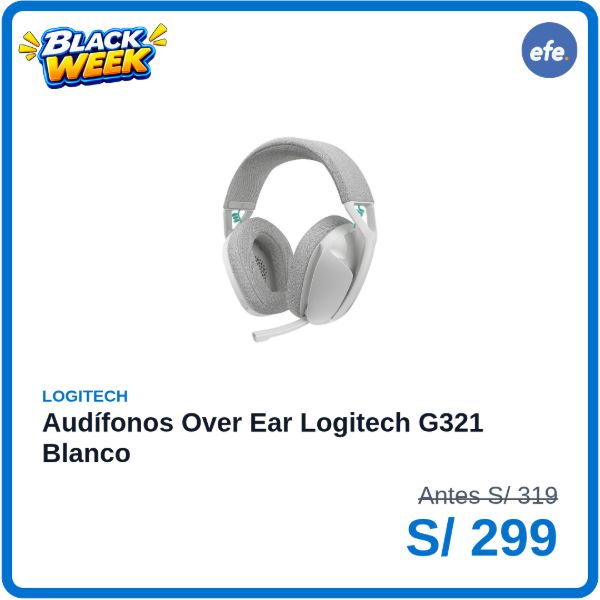 BLACK
WEEK
efe.
LOGITECH
Audífonos Over Ear Logitech G321
Blanco
Antes S/ 319
S/ 299